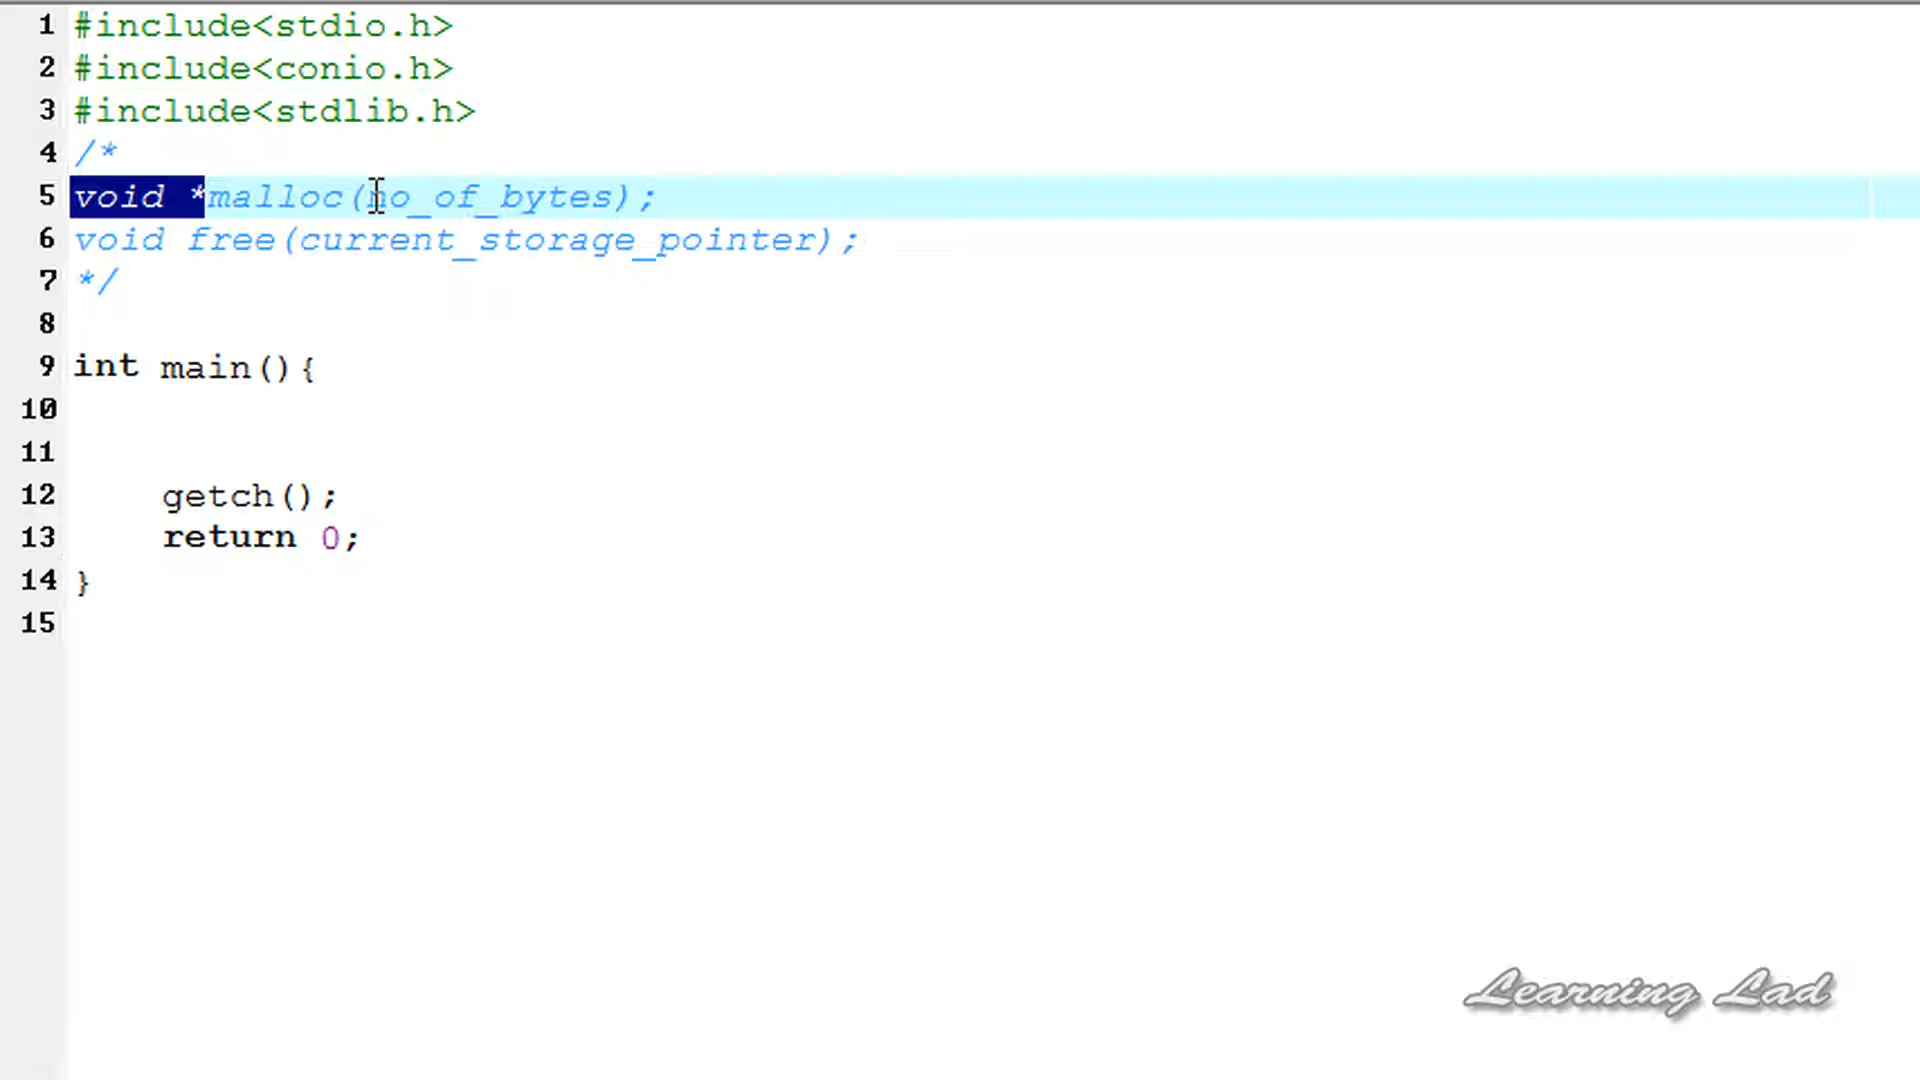 1 #include<stdio.h>
2 #include<conio.h>
3 #include<stdlib.h>
4 /*
5 void *malloc(no_of_bytes);
6 void free(current_storage_pointer);
7 */
8
9 int main(){
10
11
12 getch();
13 return 0;
14 }
15
Learning Lad